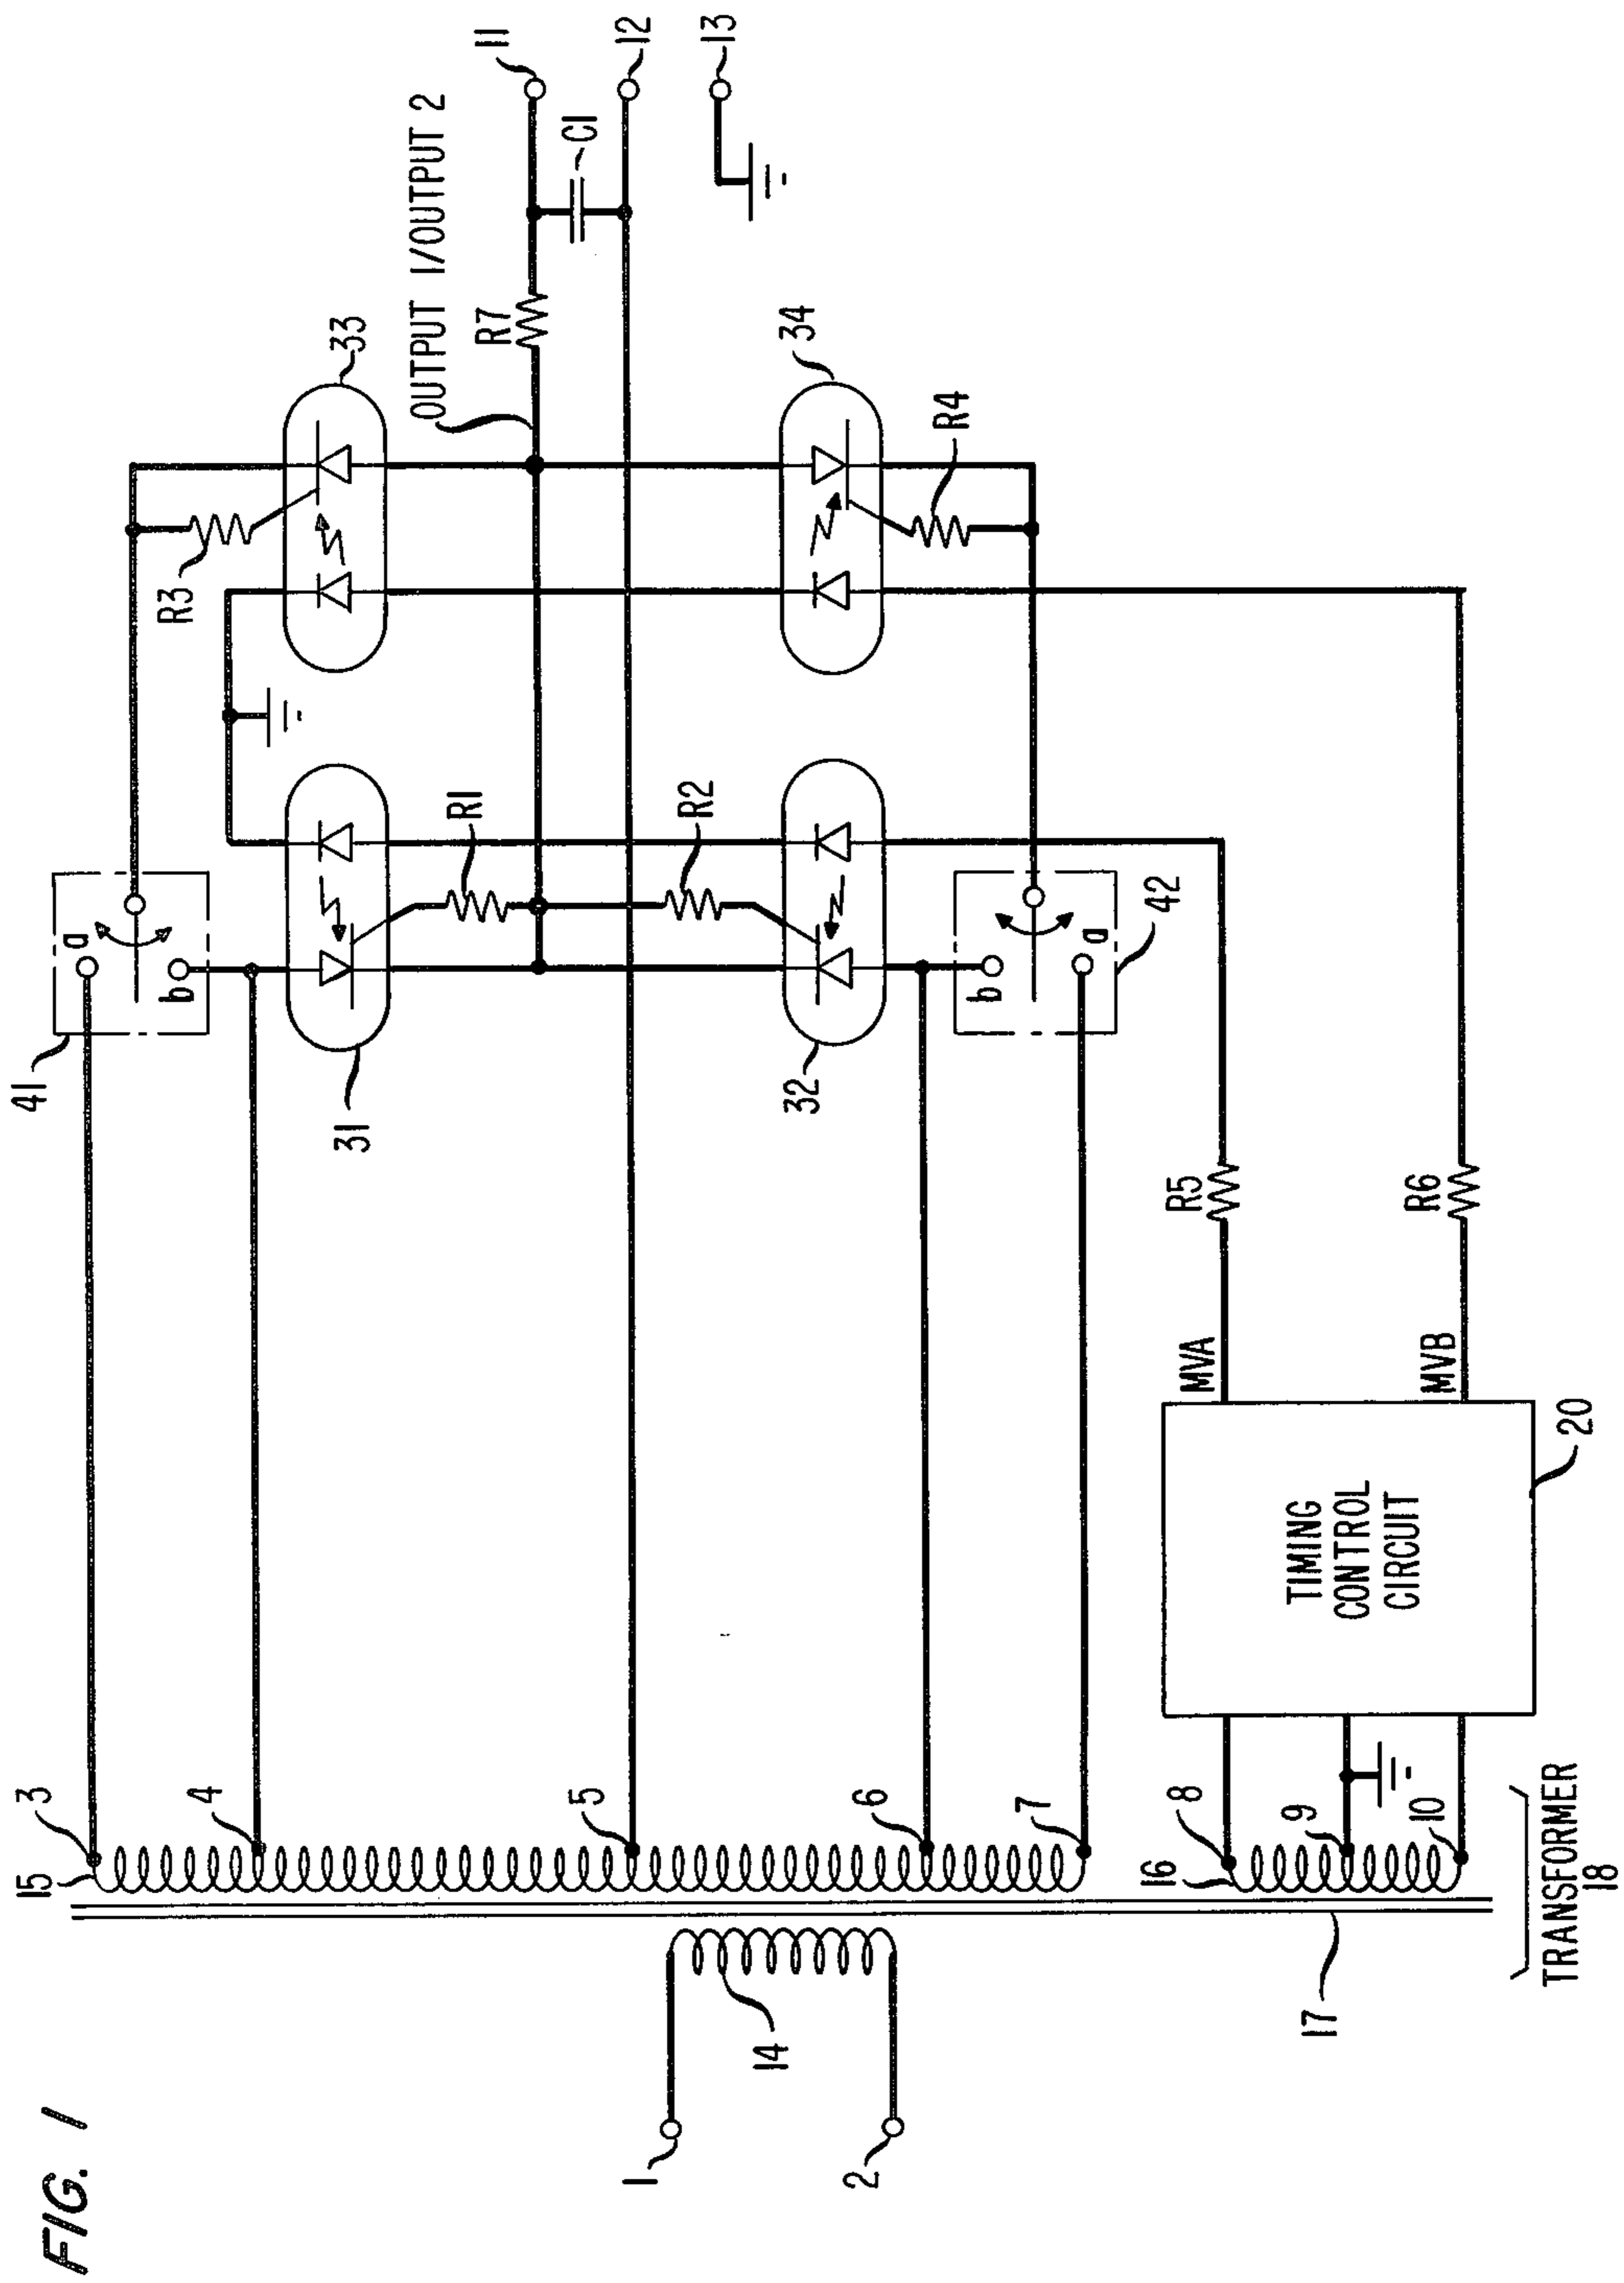 FIG. 1
1
2
14
17
TRANSFORMER
18
15
3
4
5
6
7
16
8
9
10
TIMING
CONTROL
CIRCUIT
20
MVA
MVB
R5
R6
41
a
b
31
R1
R2
32
b
a
42
R3
33
34
R4
OUTPUT 1/OUTPUT 2
R7
C1
11
12
13